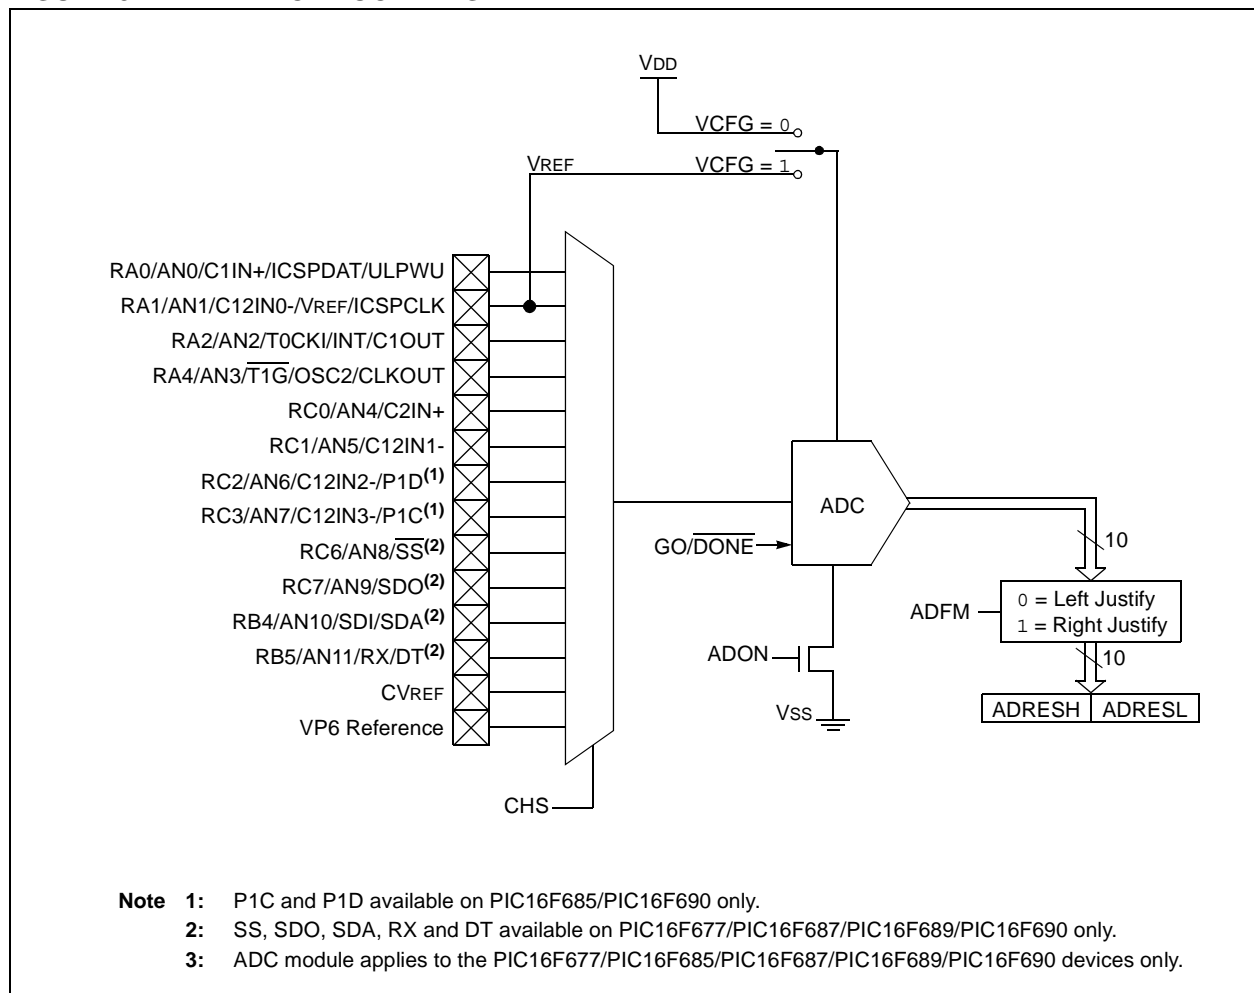 VDD
VCFG = 0
VREF
VCFG = 1
RA0/AN0/C1IN+/ICSPDAT/ULPWU
RA1/AN1/C12IN0-/VREF/ICSPCLK
RA2/AN2/T0CKI/INT/C1OUT
RA4/AN3/T1G/OSC2/CLKOUT
RC0/AN4/C2IN+
RC1/AN5/C12IN1-
RC2/AN6/C12IN2-/P1D(1)
RC3/AN7/C12IN3-/P1C(1)
RC6/AN8/SS(2)
RC7/AN9/SDO(2)
RB4/AN10/SDI/SDA(2)
RB5/AN11/RX/DT(2)
CVREF
VP6 Reference
CHS
ADC
GO/DONE
ADON
VSS
10
ADFM
0 = Left Justify
1 = Right Justify
10
ADRESH ADRESL
Note 1: P1C and P1D available on PIC16F685/PIC16F690 only.
2: SS, SDO, SDA, RX and DT available on PIC16F677/PIC16F687/PIC16F689/PIC16F690 only.
3: ADC module applies to the PIC16F677/PIC16F685/PIC16F687/PIC16F689/PIC16F690 devices only.